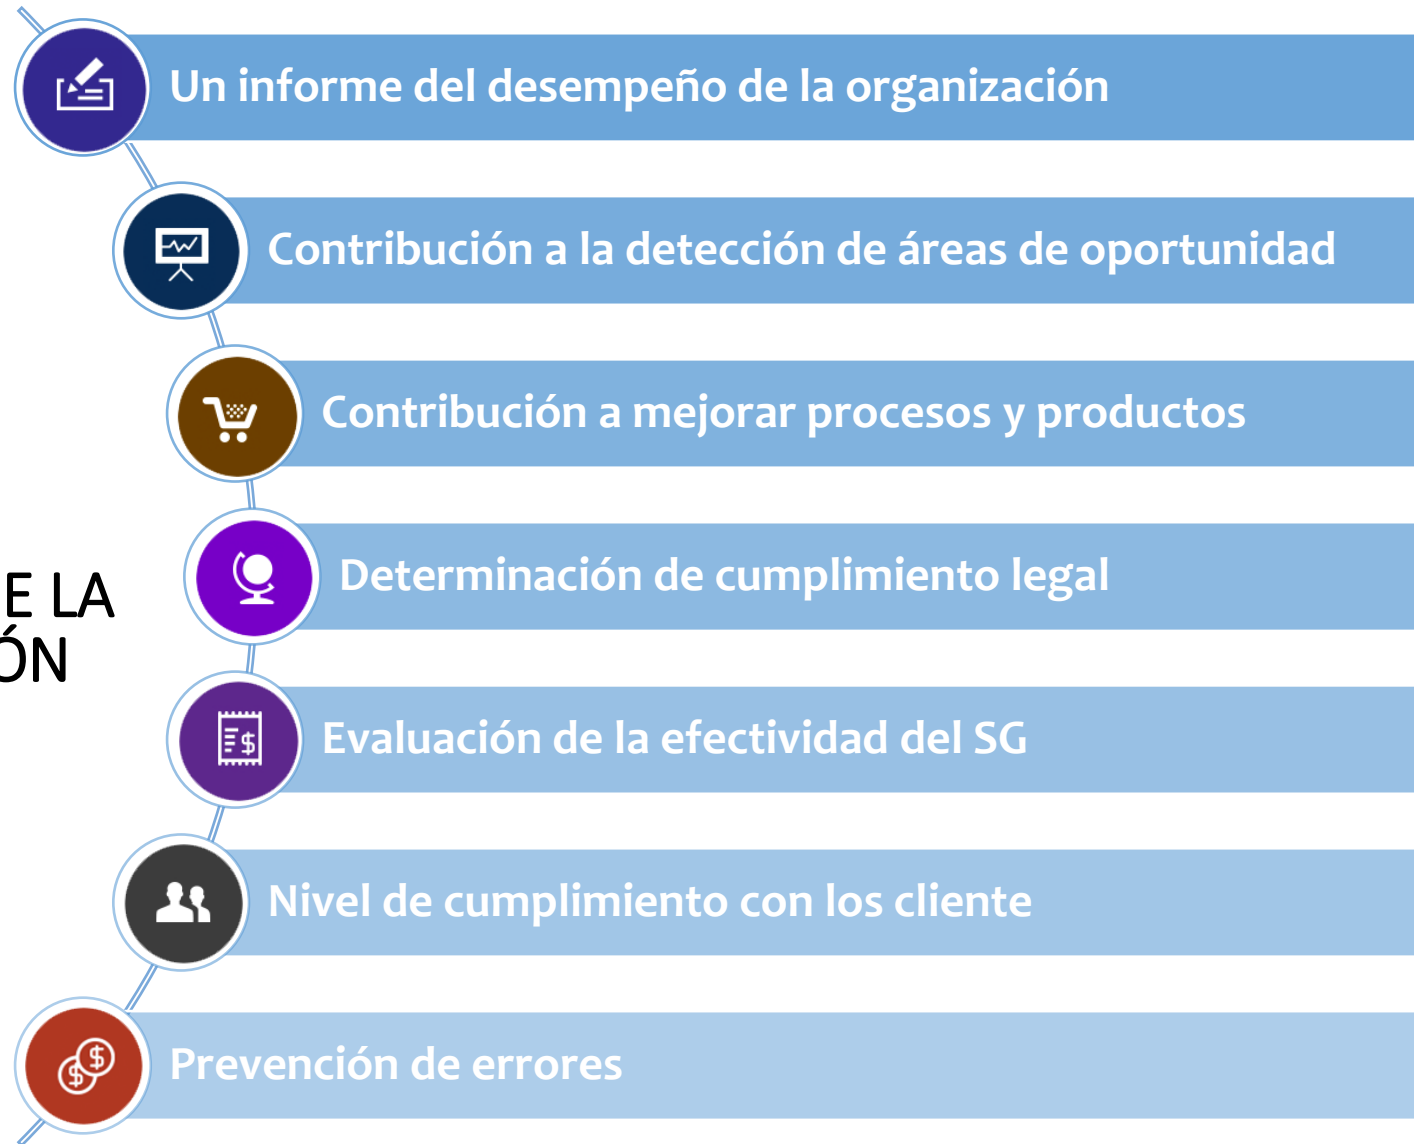 Un informe del desempeño de la organización
Contribución a la detección de áreas de oportunidad
Contribución a mejorar procesos y productos
Determinación de cumplimiento legal
E LA
ÓN
Evaluación de la efectividad del SG
Nivel de cumplimiento con los cliente
Prevención de errores